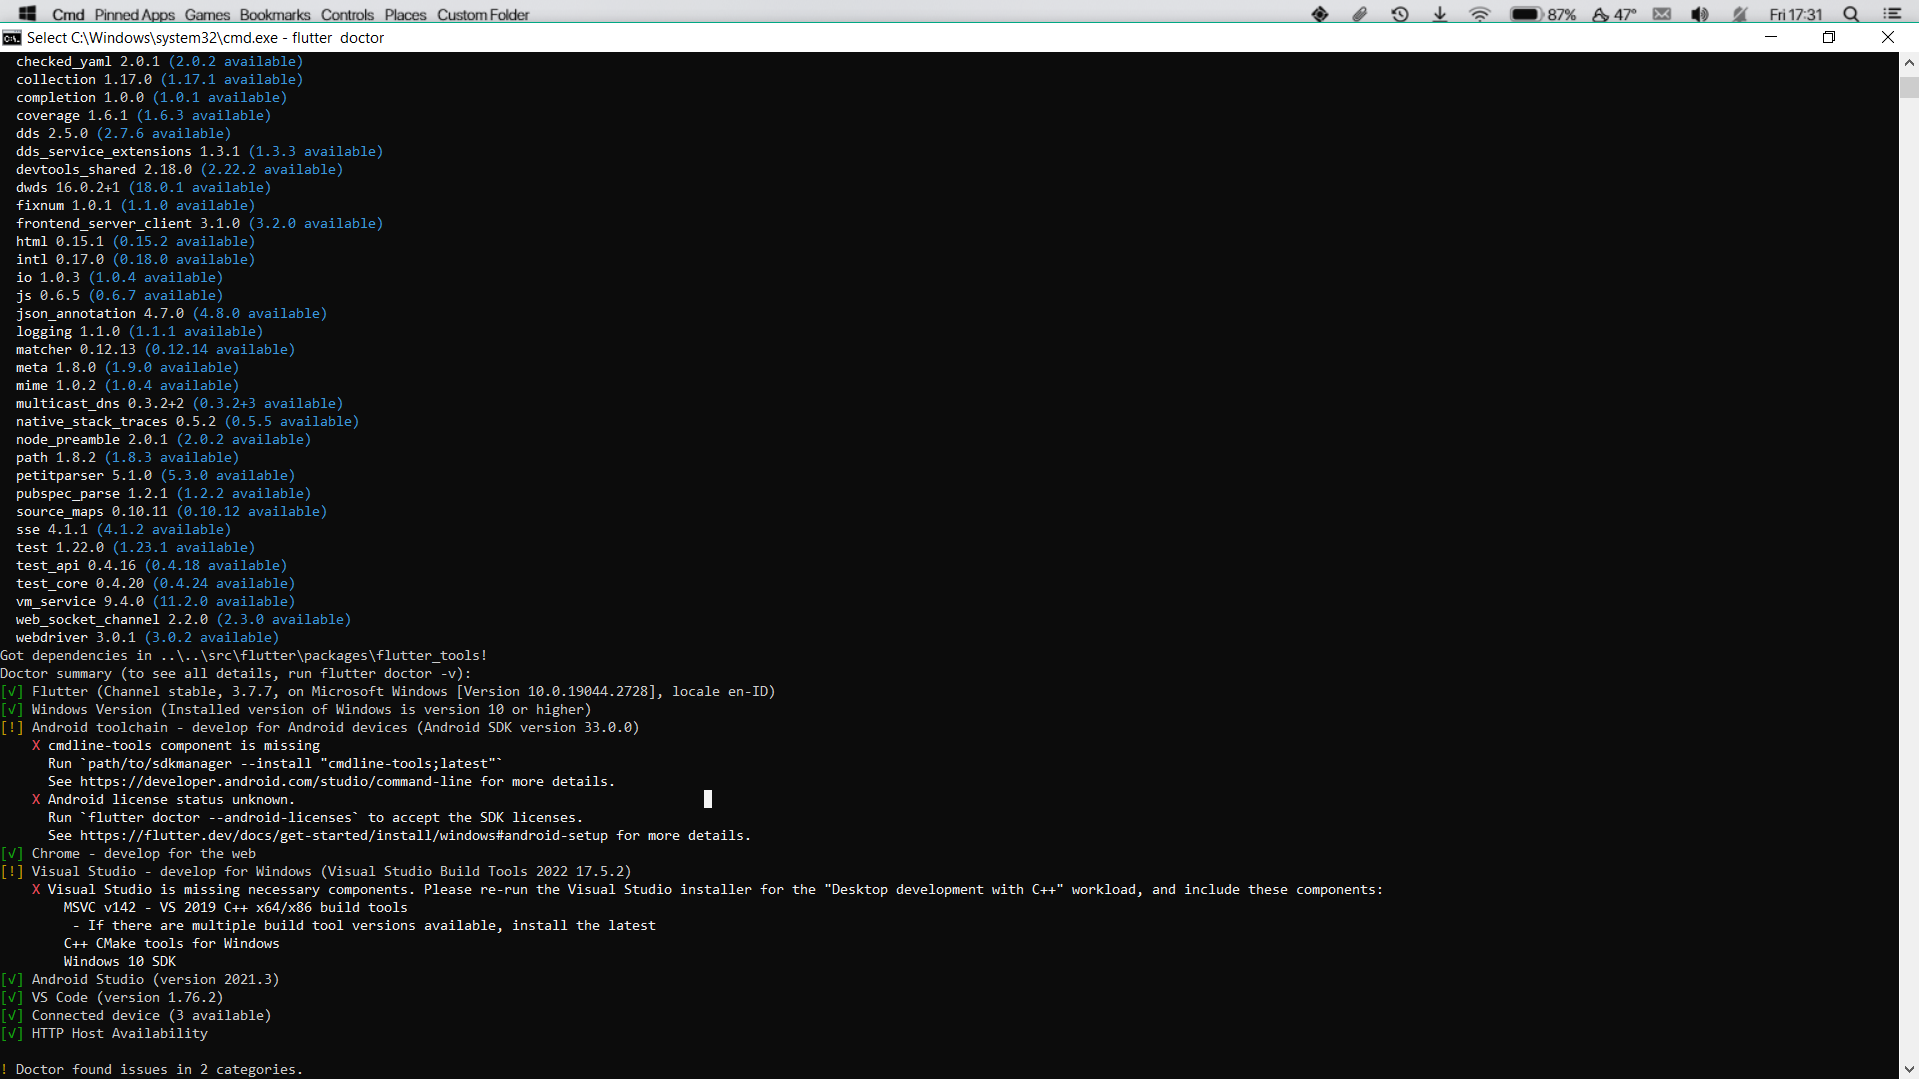 Cmd Pinned Apps Games Bookmarks Controls Places Custom Folder 87% 47° Fri 17:31
Select C:\Windows\system32\cmd.exe - flutter  doctor
checked_yaml 2.0.1 (2.0.2 available)
collection 1.17.0 (1.17.1 available)
completion 1.0.0 (1.0.1 available)
coverage 1.6.1 (1.6.3 available)
dds 2.5.0 (2.7.6 available)
dds_service_extensions 1.3.1 (1.3.3 available)
devtools_shared 2.18.0 (2.22.2 available)
dwds 16.0.2+1 (18.0.1 available)
fixnum 1.0.1 (1.1.0 available)
frontend_server_client 3.1.0 (3.2.0 available)
html 0.15.1 (0.15.2 available)
intl 0.17.0 (0.18.0 available)
io 1.0.3 (1.0.4 available)
js 0.6.5 (0.6.7 available)
json_annotation 4.7.0 (4.8.0 available)
logging 1.1.0 (1.1.1 available)
matcher 0.12.13 (0.12.14 available)
meta 1.8.0 (1.9.0 available)
mime 1.0.2 (1.0.4 available)
multicast_dns 0.3.2+2 (0.3.2+3 available)
native_stack_traces 0.5.2 (0.5.5 available)
node_preamble 2.0.1 (2.0.2 available)
path 1.8.2 (1.8.3 available)
petitparser 5.1.0 (5.3.0 available)
pubspec_parse 1.2.1 (1.2.2 available)
source_maps 0.10.11 (0.10.12 available)
sse 4.1.1 (4.1.2 available)
test 1.22.0 (1.23.1 available)
test_api 0.4.16 (0.4.18 available)
test_core 0.4.20 (0.4.24 available)
vm_service 9.4.0 (11.2.0 available)
web_socket_channel 2.2.0 (2.3.0 available)
webdriver 3.0.1 (3.0.2 available)
Got dependencies in ..\..\src\flutter\packages\flutter_tools!
Doctor summary (to see all details, run flutter doctor -v):
[√] Flutter (Channel stable, 3.7.7, on Microsoft Windows [Version 10.0.19044.2728], locale en-ID)
[√] Windows Version (Installed version of Windows is version 10 or higher)
[!] Android toolchain - develop for Android devices (Android SDK version 33.0.0)
X cmdline-tools component is missing
Run `path/to/sdkmanager --install "cmdline-tools;latest"`
See https://developer.android.com/studio/command-line for more details.
X Android license status unknown.
Run `flutter doctor --android-licenses` to accept the SDK licenses.
See https://flutter.dev/docs/get-started/install/windows#android-setup for more details.
[√] Chrome - develop for the web
[!] Visual Studio - develop for Windows (Visual Studio Build Tools 2022 17.5.2)
X Visual Studio is missing necessary components. Please re-run the Visual Studio installer for the "Desktop development with C++" workload, and include these components:
MSVC v142 - VS 2019 C++ x64/x86 build tools
- If there are multiple build tool versions available, install the latest
C++ CMake tools for Windows
Windows 10 SDK
[√] Android Studio (version 2021.3)
[√] VS Code (version 1.76.2)
[√] Connected device (3 available)
[√] HTTP Host Availability
! Doctor found issues in 2 categories.